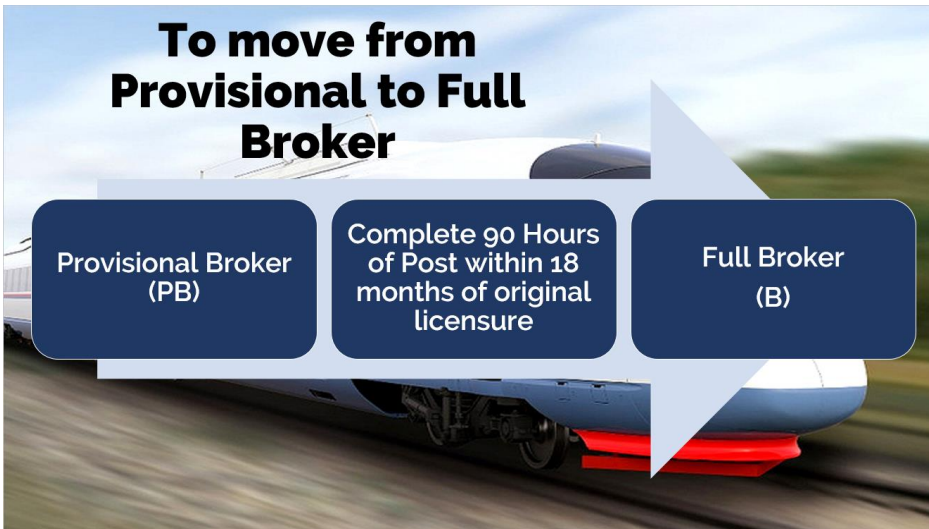 To move from
Provisional to Full
Broker
Provisional Broker
(PB)
Complete 90 Hours
of Post within 18
months of original
licensure
Full Broker
(B)